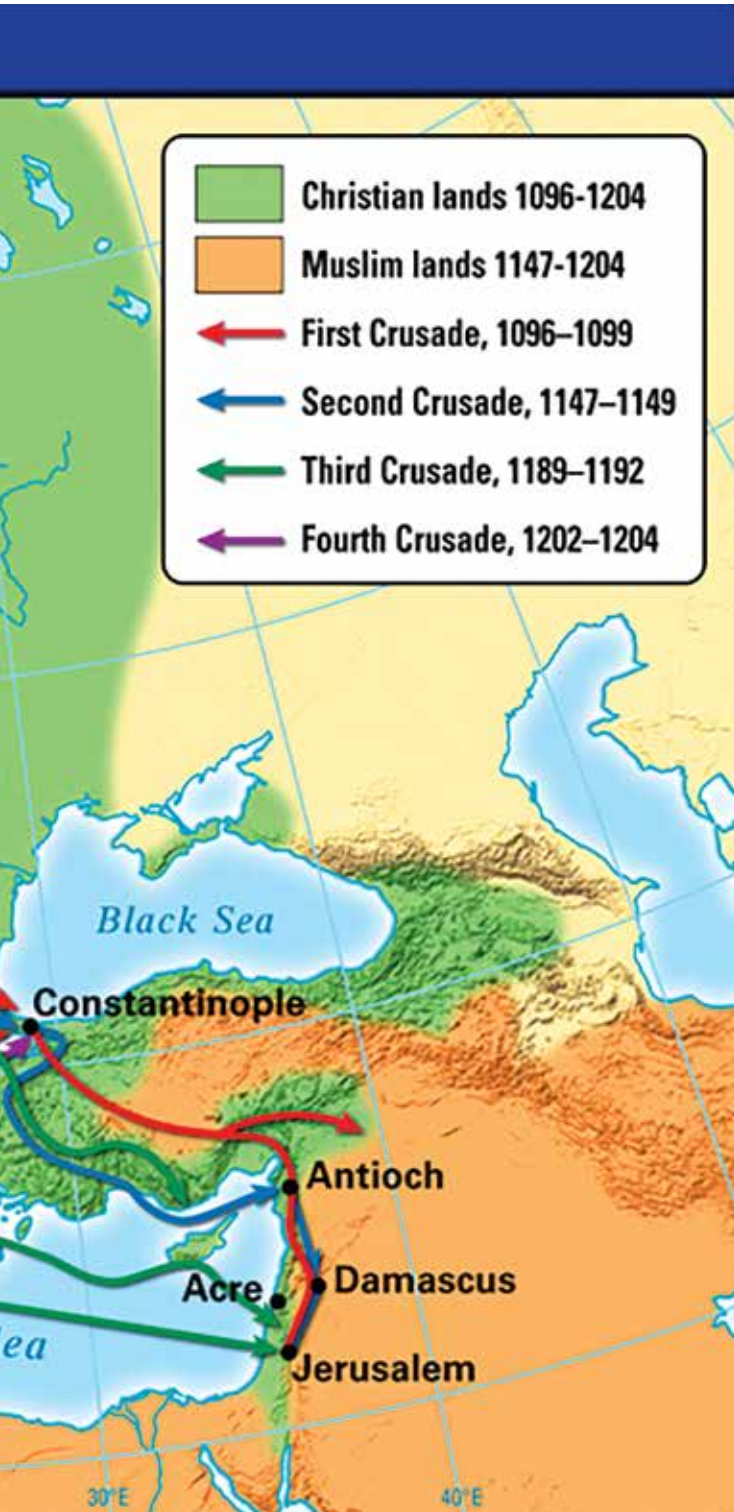 Christian lands 1096-1204
Muslim lands 1147-1204
First Crusade, 1096–1099
Second Crusade, 1147–1149
Third Crusade, 1189–1192
Fourth Crusade, 1202–1204
Black Sea
Constantinople
Antioch
Acre
Damascus
ea
Jerusalem
30°E
40°E